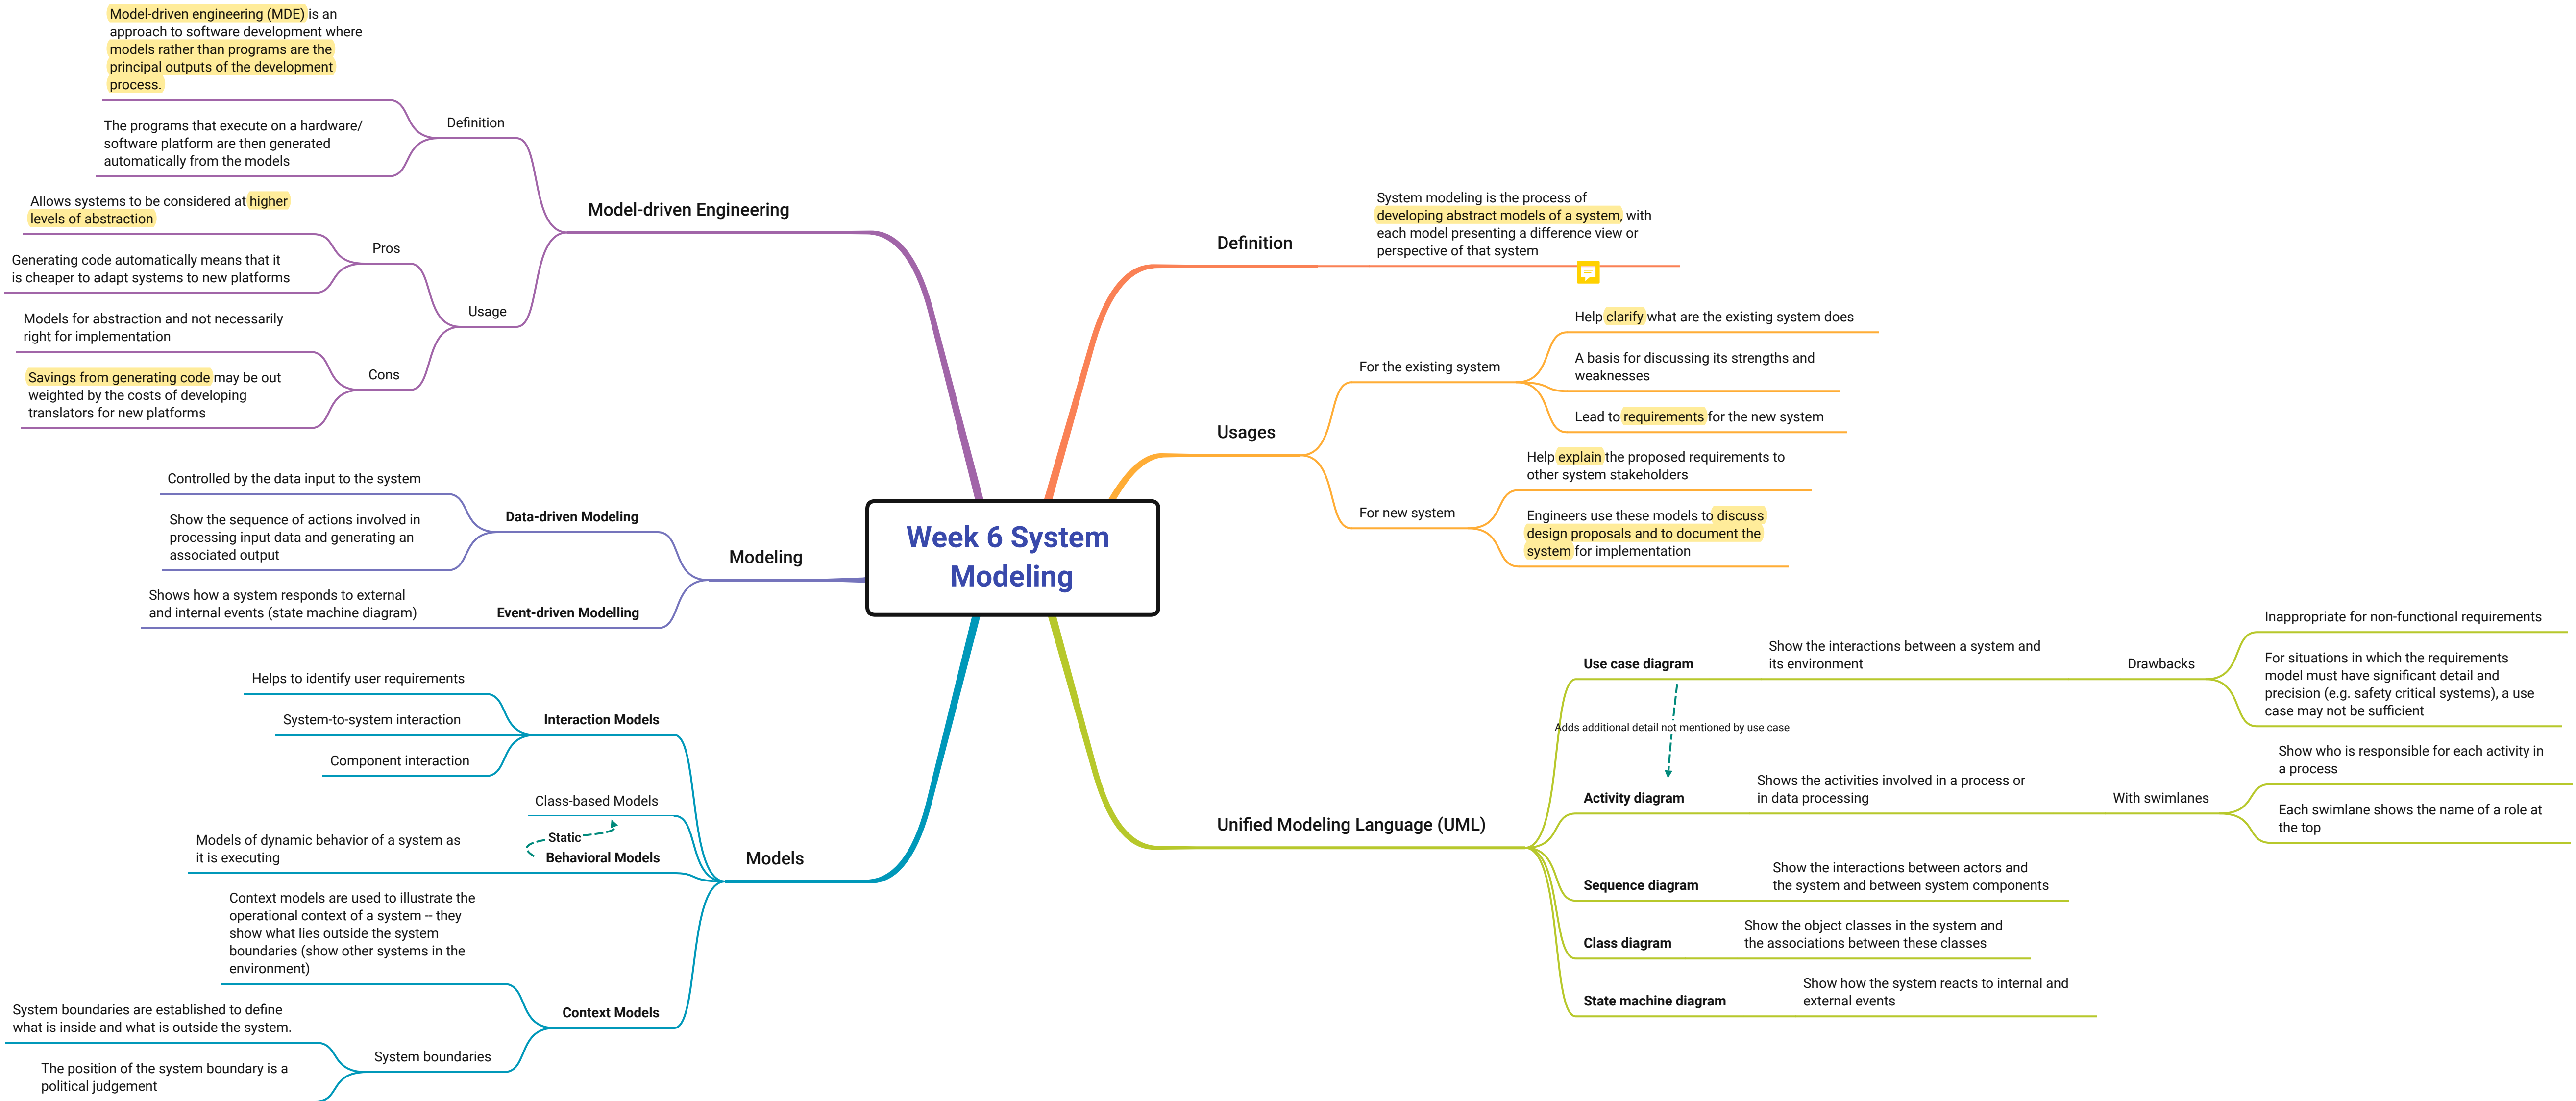 Week 6 System
Modeling
Definition
System modeling is the process of
developing abstract models of a system, with
each model presenting a difference view or
perspective of that system
Usages
For the existing system
Help clarify what are the existing system does
A basis for discussing its strengths and
weaknesses
Lead to requirements for the new system
For new system
Help explain the proposed requirements to
other system stakeholders
Engineers use these models to discuss
design proposals and to document the
system for implementation
Unified Modeling Language (UML)
Use case diagram
Show the interactions between a system and
its environment
Drawbacks
Inappropriate for non-functional requirements
For situations in which the requirements
model must have significant detail and
precision (e.g. safety critical systems), a use
case may not be sufficient
Adds additional detail not mentioned by use case
Activity diagram
Shows the activities involved in a process or
in data processing
With swimlanes
Show who is responsible for each activity in
a process
Each swimlane shows the name of a role at
the top
Sequence diagram
Show the interactions between actors and
the system and between system components
Class diagram
Show the object classes in the system and
the associations between these classes
State machine diagram
Show how the system reacts to internal and
external events
Model-driven Engineering
Definition
Model-driven engineering (MDE) is an
approach to software development where
models rather than programs are the
principal outputs of the development
process.
The programs that execute on a hardware/
software platform are then generated
automatically from the models
Usage
Pros
Allows systems to be considered at higher
levels of abstraction
Generating code automatically means that it
is cheaper to adapt systems to new platforms
Cons
Models for abstraction and not necessarily
right for implementation
Savings from generating code may be out
weighted by the costs of developing
translators for new platforms
Modeling
Data-driven Modeling
Controlled by the data input to the system
Show the sequence of actions involved in
processing input data and generating an
associated output
Event-driven Modelling
Shows how a system responds to external
and internal events (state machine diagram)
Models
Interaction Models
Helps to identify user requirements
System-to-system interaction
Component interaction
Class-based Models
Static
Behavioral Models
Models of dynamic behavior of a system as
it is executing
Context Models
Context models are used to illustrate the
operational context of a system -- they
show what lies outside the system
boundaries (show other systems in the
environment)
System boundaries
System boundaries are established to define
what is inside and what is outside the system.
The position of the system boundary is a
political judgement